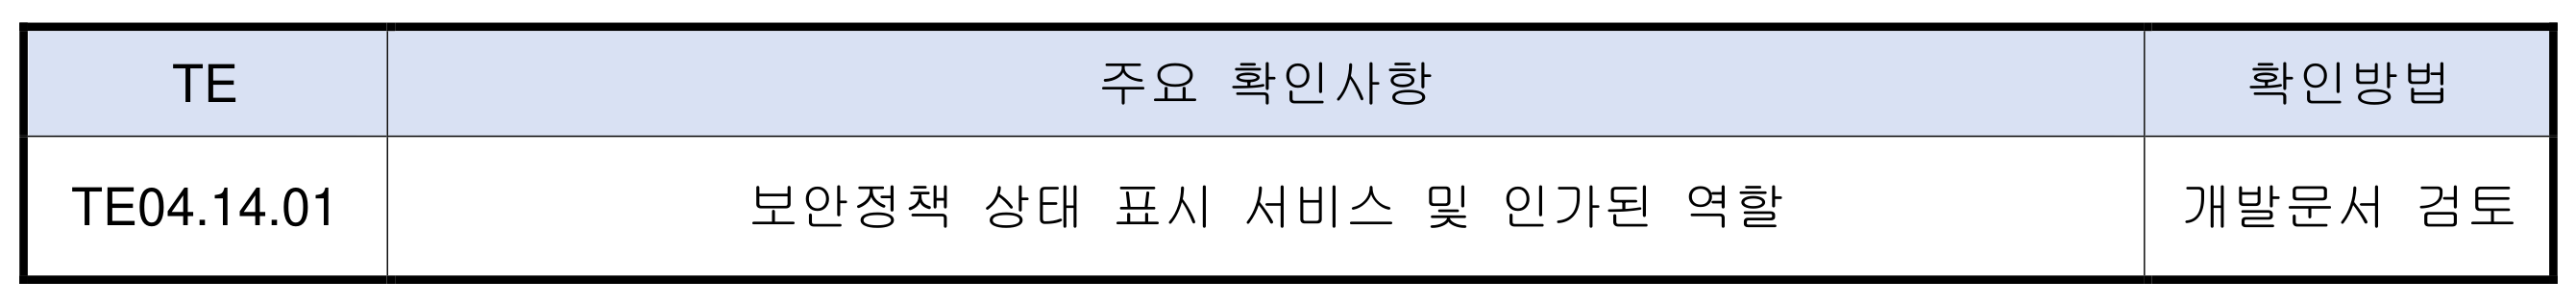 TE 주요 확인사항 확인방법
TE04.14.01 보안정책 상태 표시 서비스 및 인가된 역할 개발문서 검토